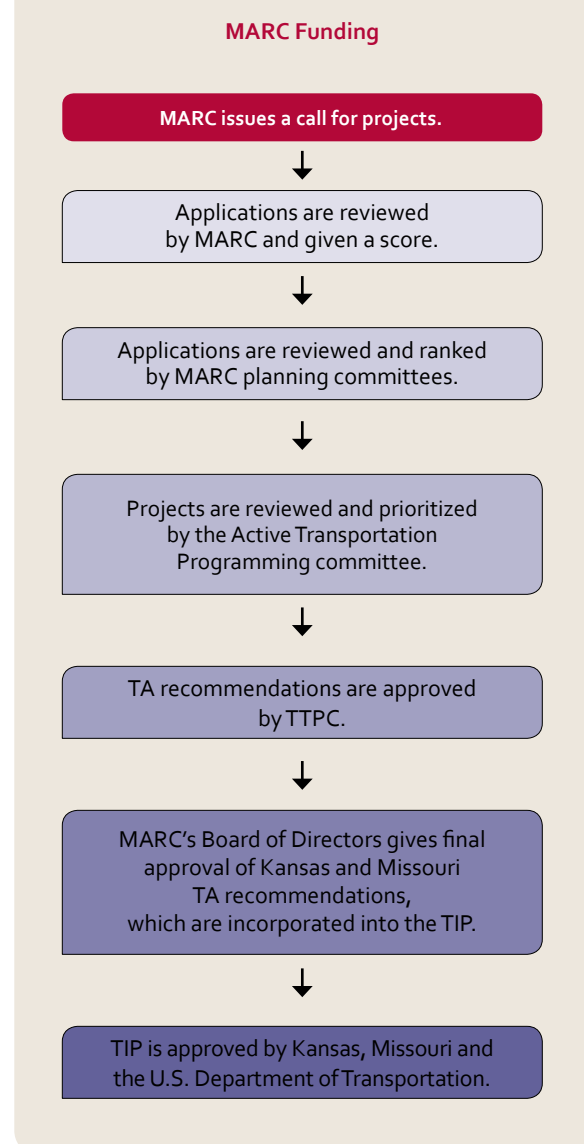 MARC Funding
MARC issues a call for projects.
Applications are reviewed
by MARC and given a score.
Applications are reviewed and ranked
by MARC planning committees.
Projects are reviewed and prioritized
by the Active Transportation
Programming committee.
TA recommendations are approved
by TTPC.
MARC's Board of Directors gives final
approval of Kansas and Missouri
TA recommendations,
which are incorporated into the TIP.
TIP is approved by Kansas, Missouri and
the U.S. Department of Transportation.